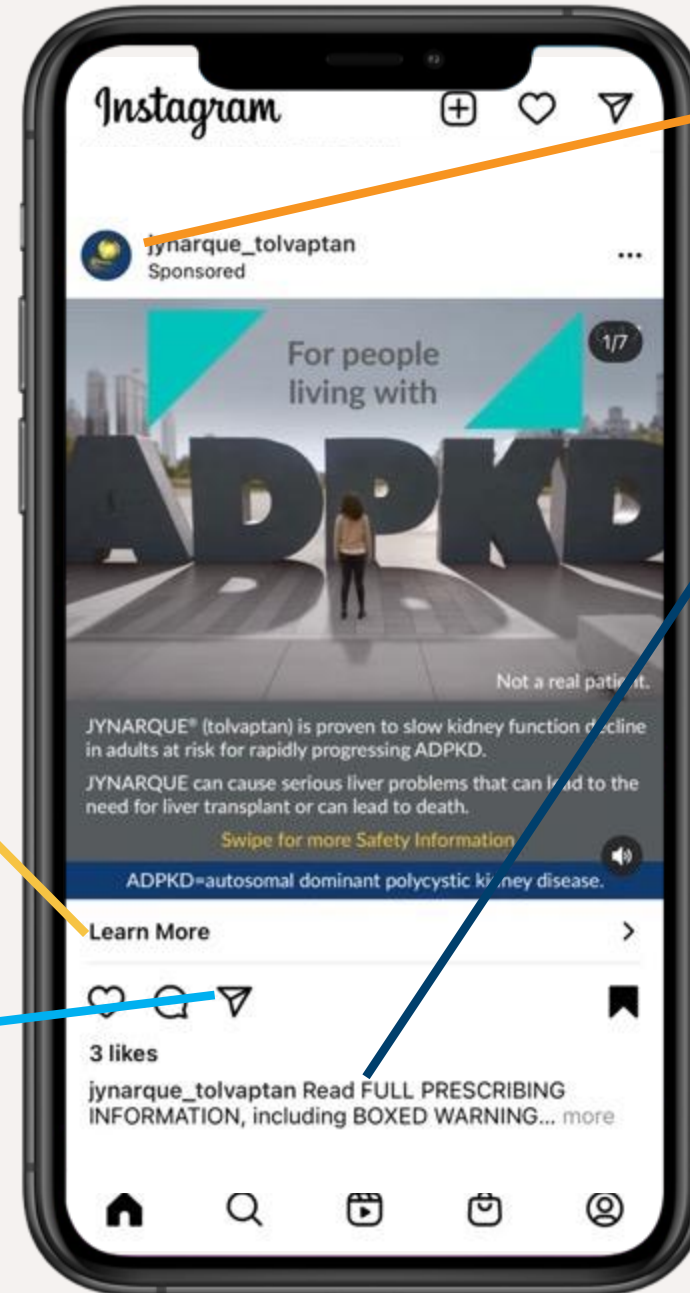 Instagram
jynarque_tolvaptan
Sponsored
For people
living with
1/7
ADPKD
Not a real patient.
JYNARQUE® (tolvaptan) is proven to slow kidney function decline
in adults at risk for rapidly progressing ADPKD.
JYNARQUE can cause serious liver problems that can lead to the
need for liver transplant or can lead to death.
Swipe for more Safety Information
ADPKD=autosomal dominant polycystic kidney disease.
Learn More
3 likes
jynarque_tolvaptan Read FULL PRESCRIBING
INFORMATION, including BOXED WARNING... more